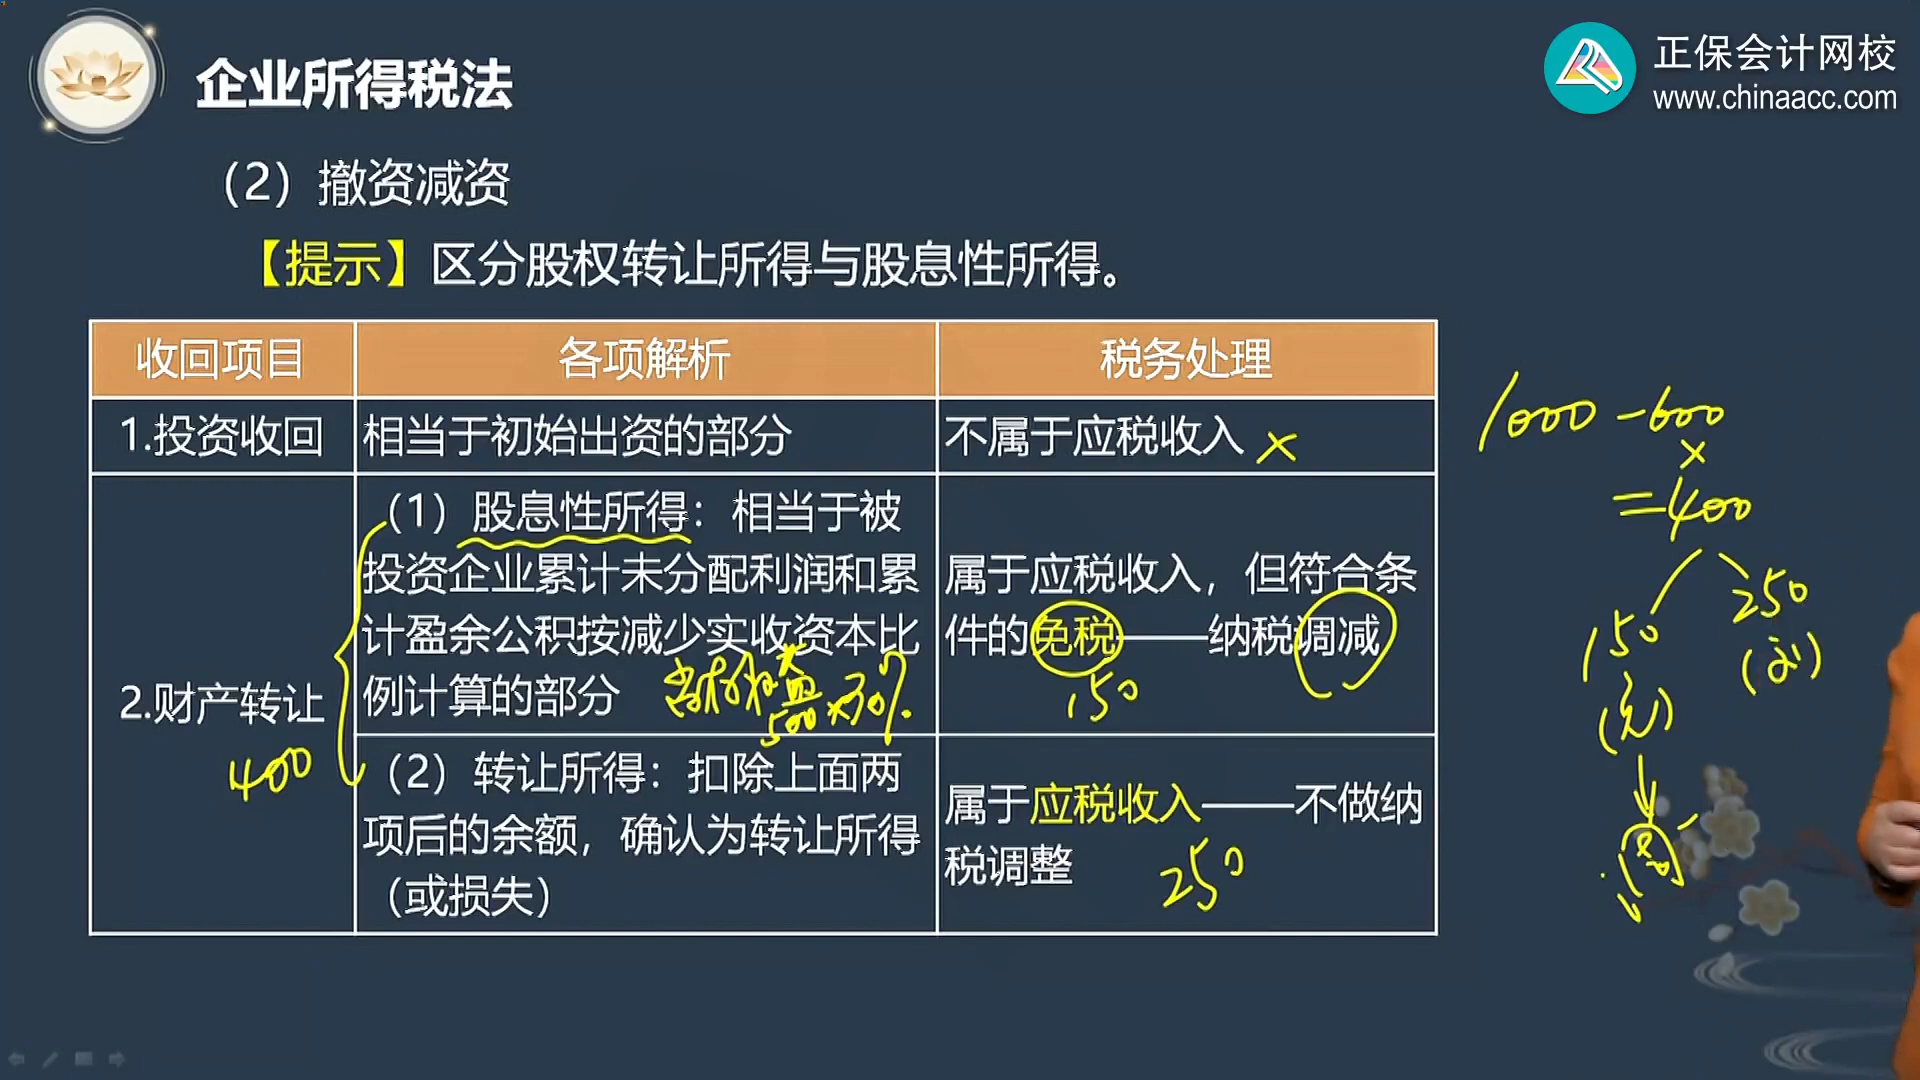 企业所得税法
正保会计网校
www.chinaacc.com
（2）撤资减资
【提示】区分股权转让所得与股息性所得。
收回项目 各项解析 税务处理
1.投资收回 相当于初始出资的部分 不属于应税收入 ×
2.财产转让
400
（1）股息性所得：相当于被
投资企业累计未分配利润和累
计盈余公积按减少实收资本比
例计算的部分
500×30%
属于应税收入，但符合条
件的免税——纳税调减
150
（2）转让所得：扣除上面两
项后的余额，确认为转让所得
（或损失）
属于应税收入——不做纳
税调整
250
1000-600
×
=400
150
250
(免)